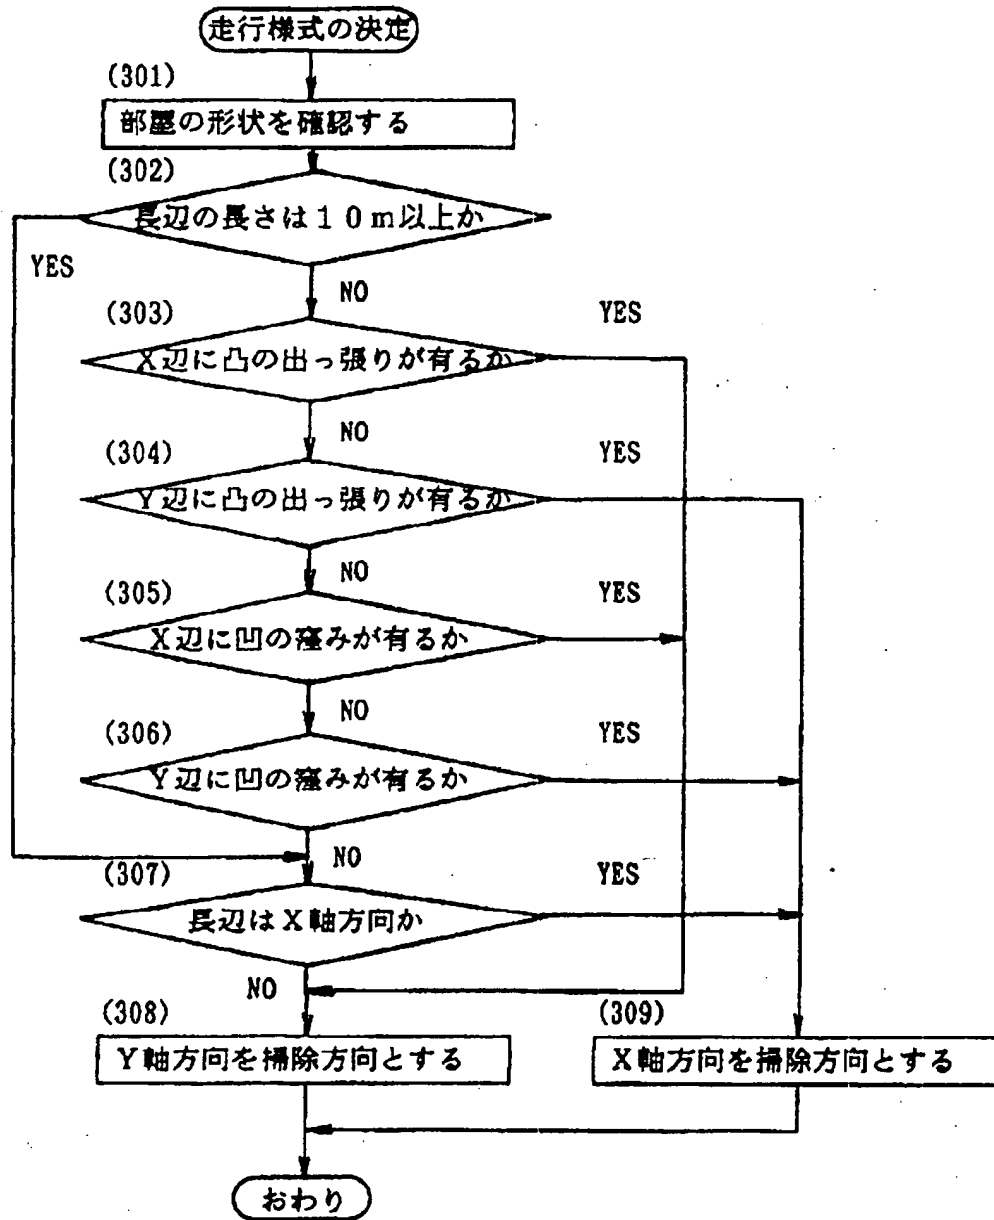 走行様式の決定
(301)
部屋の形状を確認する
(302)
長辺の長さは10m以上か
YES
NO
(303)
YES
X辺に凸の出っ張りが有るか
NO
(304)
YES
Y辺に凸の出っ張りが有るか
NO
(305)
YES
X辺に凹の窪みが有るか
NO
(306)
YES
Y辺に凹の窪みが有るか
NO
(307)
YES
長辺はX軸方向か
NO
(308)
(309)
Y軸方向を掃除方向とする
X軸方向を掃除方向とする
おわり